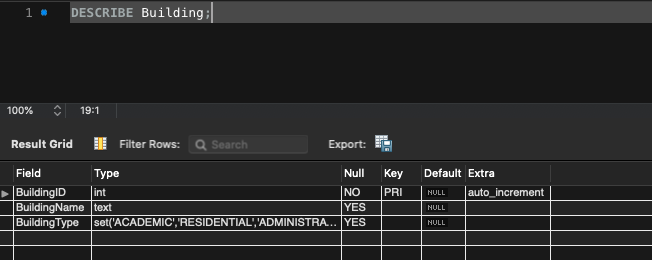 1 DESCRIBE Building;
100% 19:1
Result Grid Filter Rows: Search Export:
Field Type Null Key Default Extra
BuildingID int NO PRI NULL auto_increment
BuildingName text YES NULL
BuildingType set('ACADEMIC','RESIDENTIAL','ADMINISTRA... YES NULL